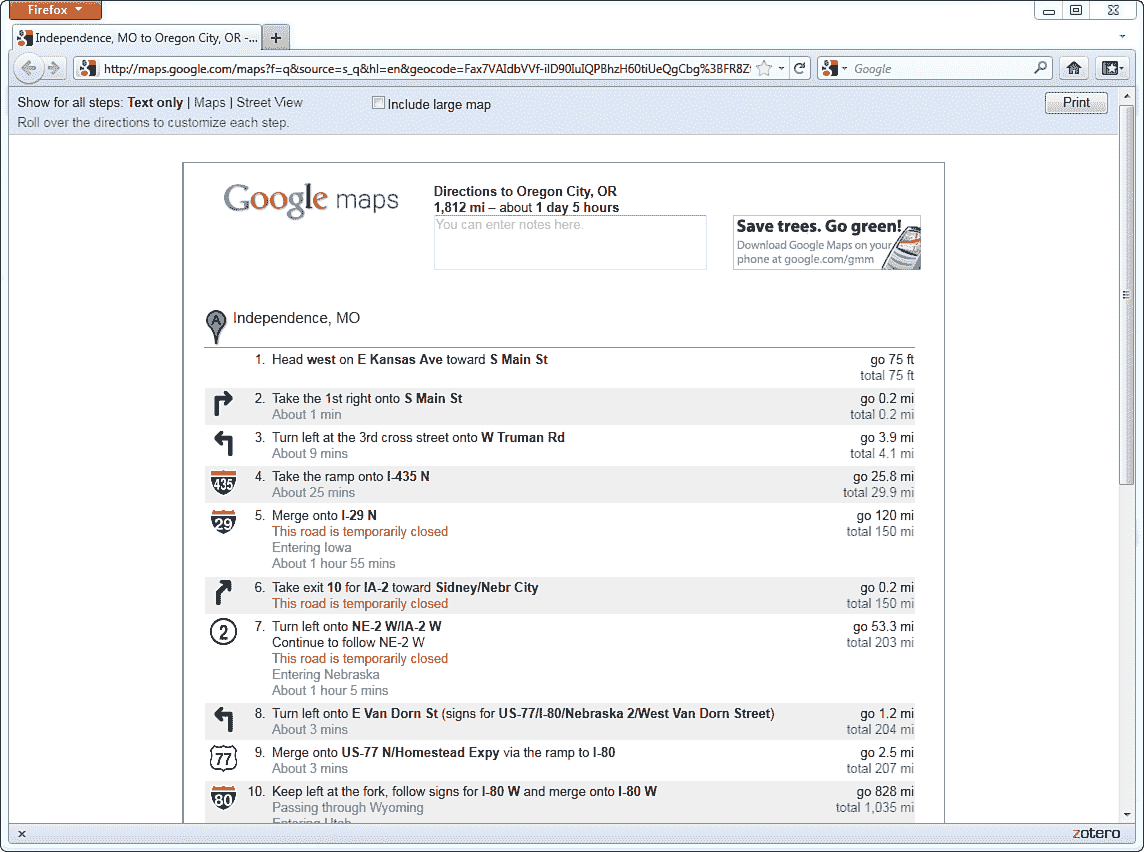 Firefox
Independence, MO to Oregon City, OR -...
http://maps.google.com/maps?f=q&source=s_q&hl=en&geocode=Fax7VAIdbVVf-ilD90IuIQPBhzH60tiUeQgCbg%3BFR8Z
Google
Show for all steps: Text only | Maps | Street View
Include large map
Print
Roll over the directions to customize each step.
Google maps
Directions to Oregon City, OR
1,812 mi – about 1 day 5 hours
You can enter notes here.
Save trees. Go green!
Download Google Maps on your
phone at google.com/gmm
A
Independence, MO
1. Head west on E Kansas Ave toward S Main St go 75 ft
total 75 ft
2. Take the 1st right onto S Main St go 0.2 mi
About 1 min total 0.2 mi
3. Turn left at the 3rd cross street onto W Truman Rd go 3.9 mi
About 9 mins total 4.1 mi
435 4. Take the ramp onto I-435 N go 25.8 mi
About 25 mins total 29.9 mi
29 5. Merge onto I-29 N go 120 mi
This road is temporarily closed total 150 mi
Entering Iowa
About 1 hour 55 mins
6. Take exit 10 for IA-2 toward Sidney/Nebr City go 0.2 mi
This road is temporarily closed total 150 mi
2 7. Turn left onto NE-2 W/IA-2 W go 53.3 mi
Continue to follow NE-2 W total 203 mi
This road is temporarily closed
Entering Nebraska
About 1 hour 5 mins
8. Turn left onto E Van Dorn St (signs for US-77/I-80/Nebraska 2/West Van Dorn Street) go 1.2 mi
About 3 mins total 204 mi
77 9. Merge onto US-77 N/Homestead Expy via the ramp to I-80 go 2.5 mi
About 3 mins total 207 mi
80 10. Keep left at the fork, follow signs for I-80 W and merge onto I-80 W go 828 mi
Passing through Wyoming total 1,035 mi
Entering Utah
zotero